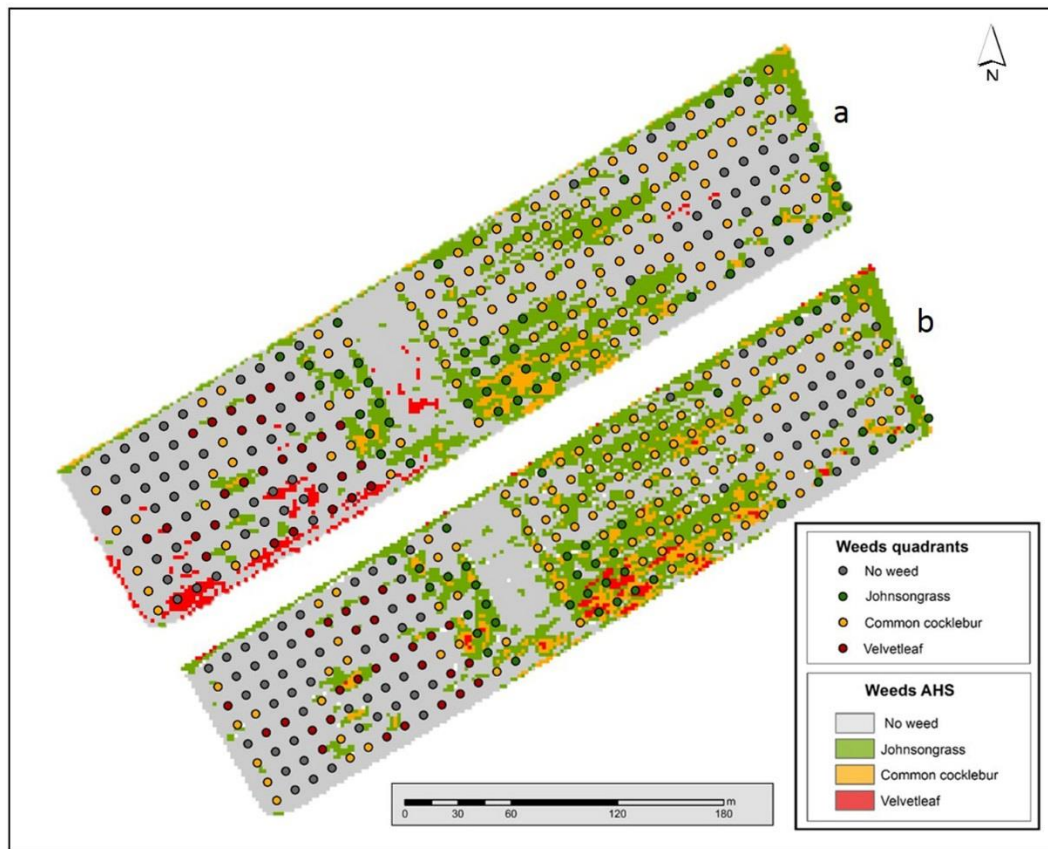 N
a
b
Weeds quadrants
No weed
Johnsongrass
Common cocklebur
Velvetleaf
Weeds AHS
No weed
Johnsongrass
Common cocklebur
Velvetleaf
m
0 30 60 120 180